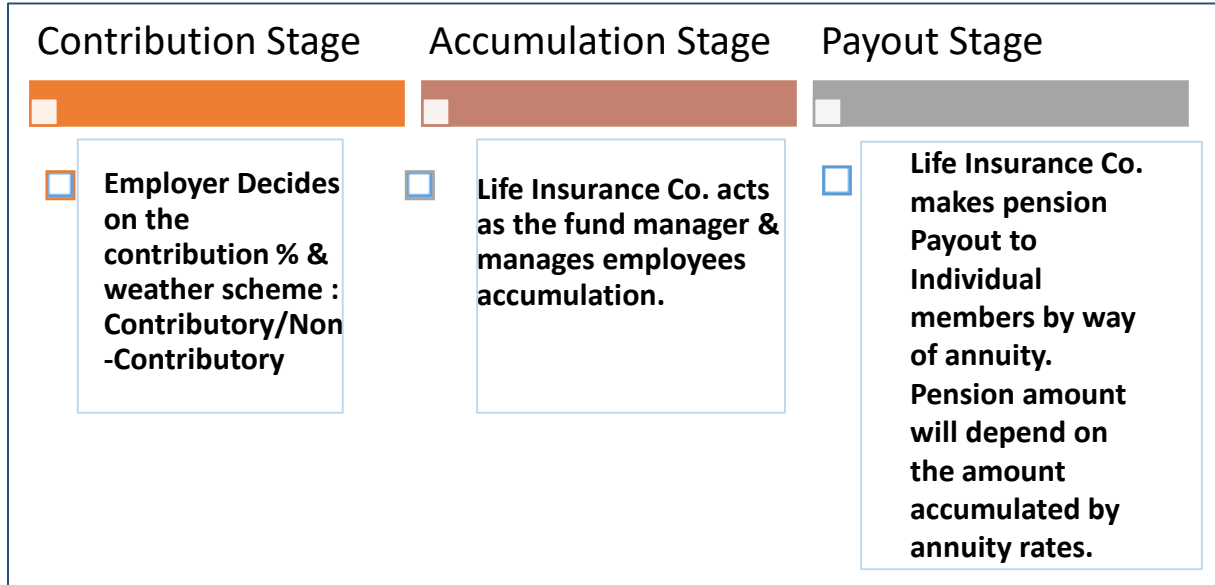 Contribution Stage
Accumulation Stage
Payout Stage
Employer Decides
on the
contribution % &
weather scheme :
Contributory/Non
-Contributory
Life Insurance Co. acts
as the fund manager &
manages employees
accumulation.
Life Insurance Co.
makes pension
Payout to
Individual
members by way
of annuity.
Pension amount
will depend on
the amount
accumulated by
annuity rates.